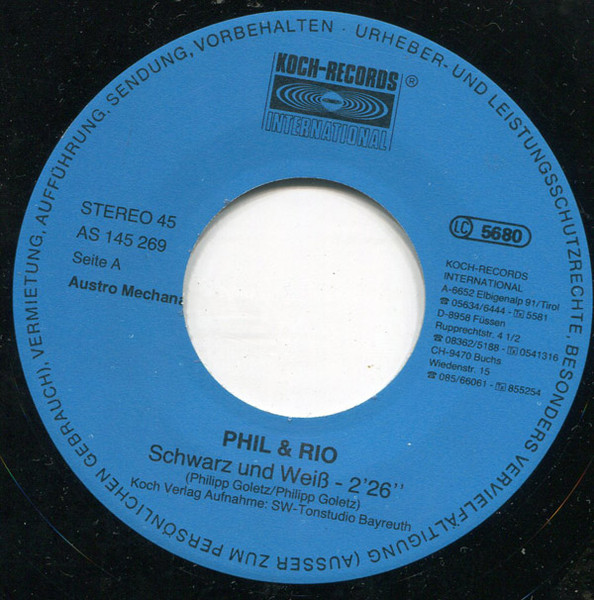 URHEBER- UND LEISTUNGSSCHUTZRECHTE, BESONDERS VERVIELFÄLTIGUNG (AUSSER ZUM PERSÖNLICHEN GEBRAUCH), VERMIETUNG, AUFFÜHRUNG, SENDUNG, VORBEHALTEN ·
KOCH-RECORDS ®
INTERNATIONAL
STEREO 45
AS 145 269
Seite A
Austro Mechana
LC 5680
KOCH-RECORDS
INTERNATIONAL
A-6652 Elbigenalp 91/Tirol
☎ 05634/6444 - 5581
D-8958 Füssen
Rupprechtstr. 4 1/2
☎ 08362/5188 - 0541316
CH-9470 Buchs
Wiedenstr. 15
☎ 085/66061 - 855254
PHIL & RIO
Schwarz und Weiß - 2'26''
(Philipp Goletz/Philipp Goletz)
Koch Verlag Aufnahme: SW-Tonstudio Bayreuth